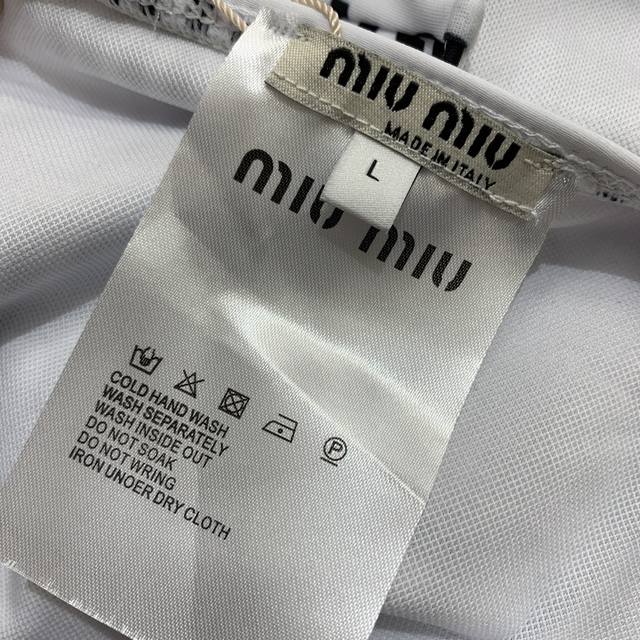 miu miu
MADE IN ITALY
L
miu miu
COLD HAND WASH
WASH SEPARATELY
WASH INSIDE OUT
DO NOT SOAK
DO NOT WRING
IRON UNOER DRY CLOTH
P